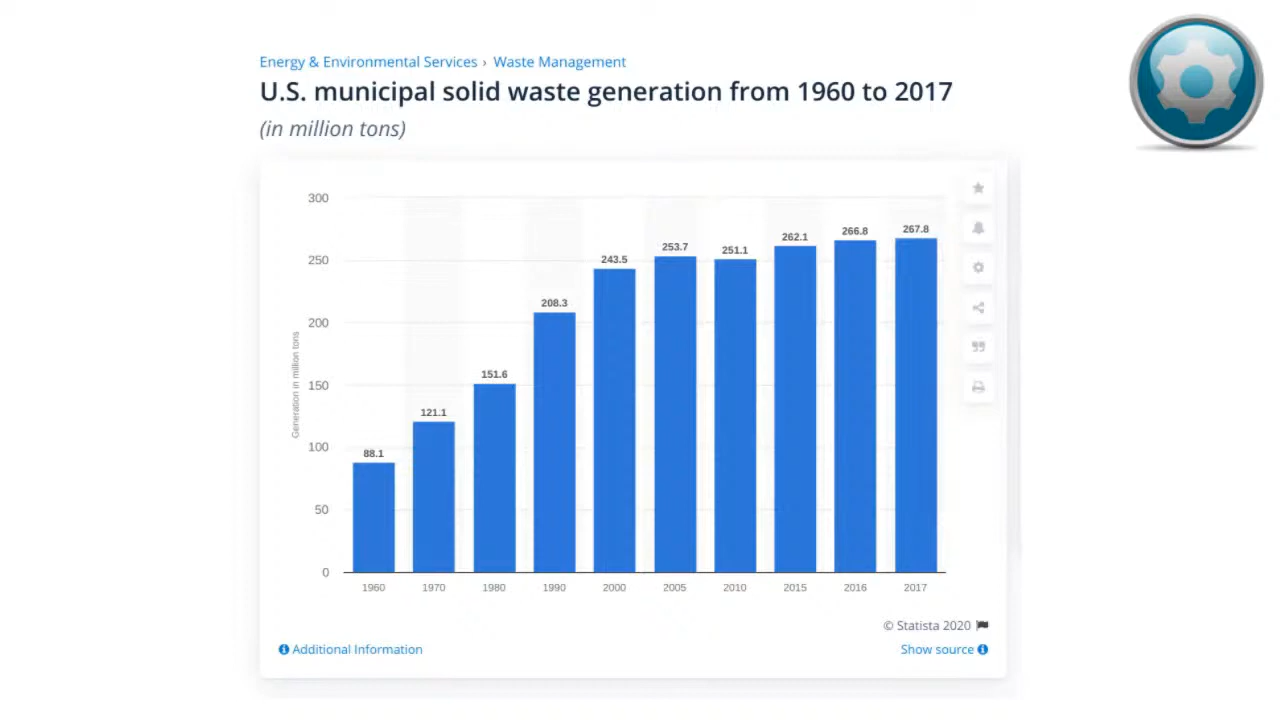 Energy & Environmental Services › Waste Management
U.S. municipal solid waste generation from 1960 to 2017
(in million tons)
Generation in million tons
300
250
200
150
100
50
0
88.1
121.1
151.6
208.3
243.5
253.7
251.1
262.1
266.8
267.8
1960 1970 1980 1990 2000 2005 2010 2015 2016 2017
© Statista 2020
Additional Information Show source